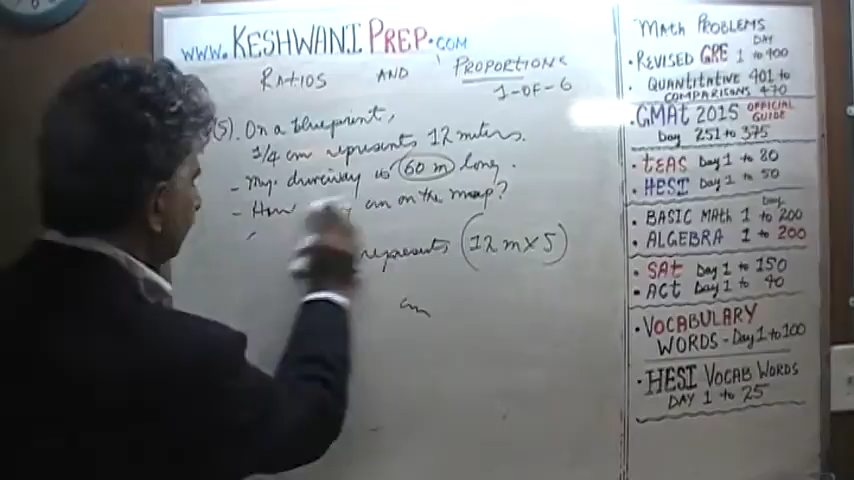 www.KESHWANIPREP.COM
RATIOS AND PROPORTIONS
1-OF-6
(5). On a blueprint,
1/4 cm represents 12 meters.
- My driveway is 60 m long.
- How cm on the map?
represents (12 m x 5)
cm
MATH PROBLEMS
DAY
• REVISED GRE 1 to 400
• QUANTITATIVE 401 to
COMPARISONS 470
• GMAT 2015 OFFICIAL
GUIDE
Day 251 to 375
• TEAS Day 1 to 80
• HESI Day 1 to 50
Day
• BASIC MATH 1 to 200
• ALGEBRA 1 to 200
• SAt Day 1 to 150
• ACt Day 1 to 40
• VOCABULARY
WORDS - Day 1 to 100
• HESI VOCAB WORDS
DAY 1 to 25